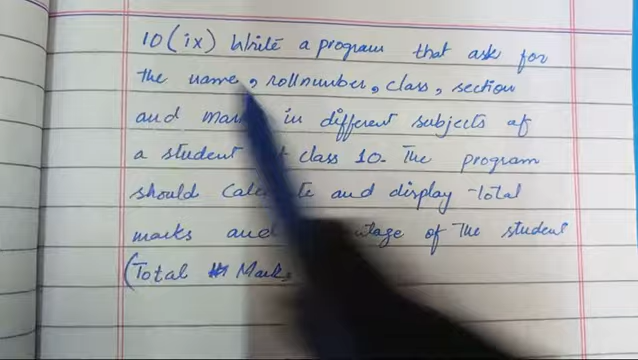 10 (ix) Write a program that ask for
the name, rollnumber, class, section
and in different subjects of
a student class 10. The program
should and display Total
marks and of The student
(Total Marks